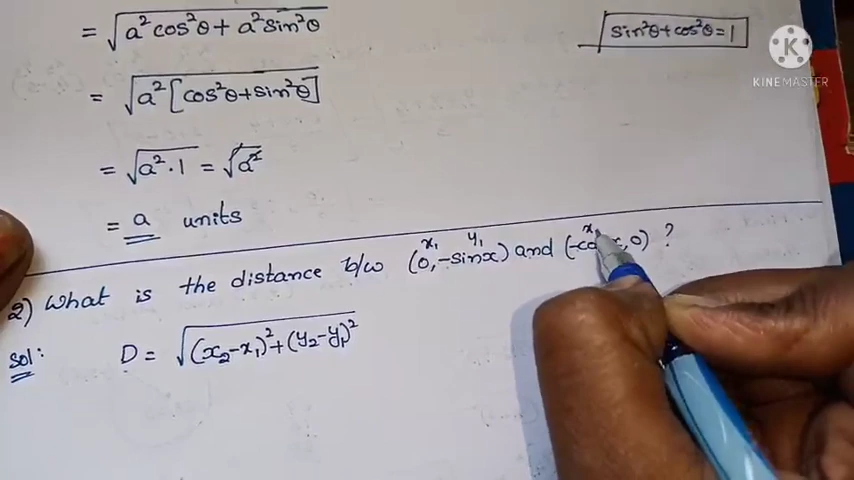 = √a²cos²θ + a²sin²θ
sin²θ+cos²θ=1
KINEMASTER
= √a²[cos²θ+sin²θ]
= √a²·1 = √a²
= a units
2) What is the distance b/w (0,-sinx) and (-co ,0) ?
x₁ y₁ x
Sol: D = √(x₂-x₁)²+(y₂-y₁)²